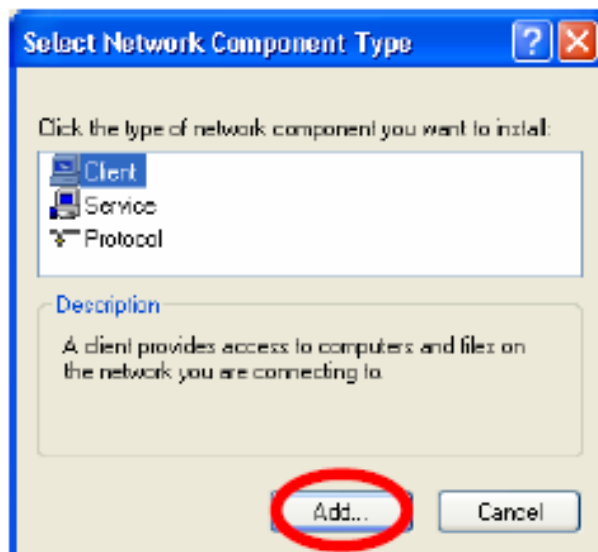 Select Network Component Type
Click the type of network component you want to install:
Client
Service
Protocol
Description
A client provides access to computers and files on
the network you are connecting to.
Add...
Cancel